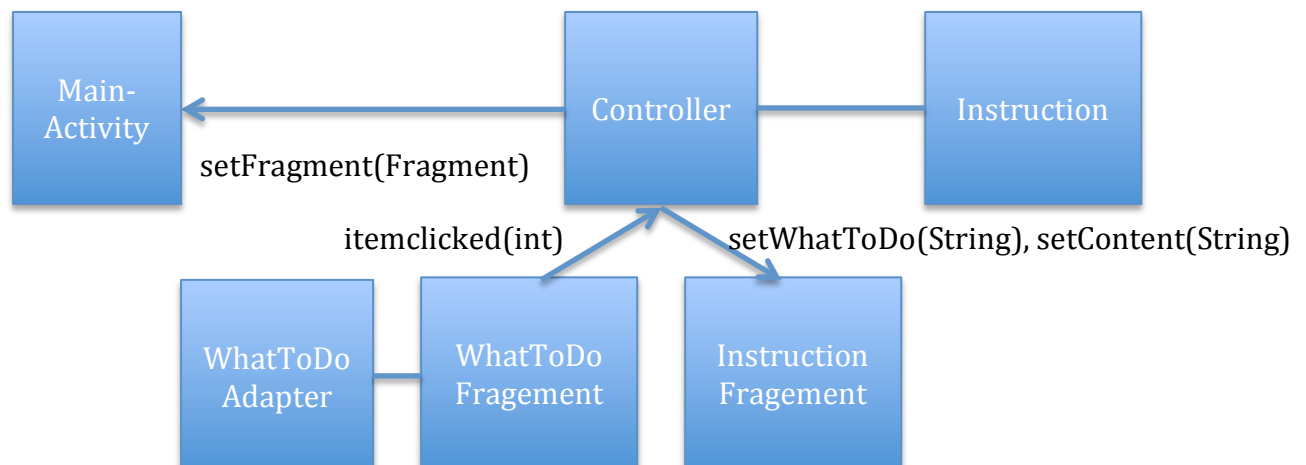 Main-
Activity
Controller
Instruction
setFragment(Fragment)
itemclicked(int)
setWhatToDo(String), setContent(String)
WhatToDo
Adapter
WhatToDo
Fragement
Instruction
Fragement